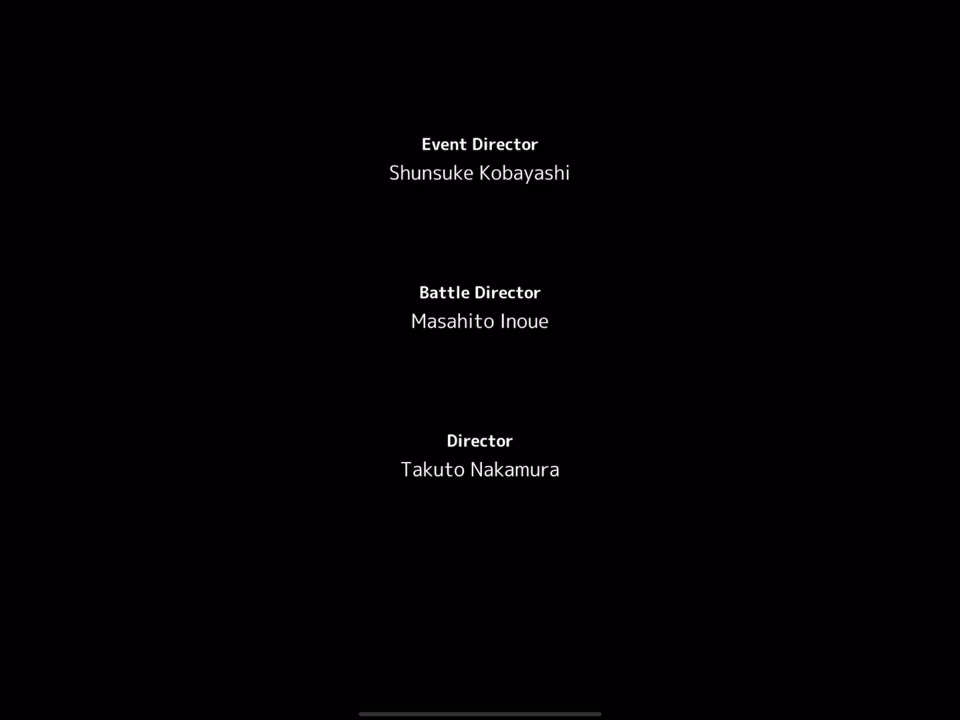 Event Director
Shunsuke Kobayashi
Battle Director
Masahito Inoue
Director
Takuto Nakamura